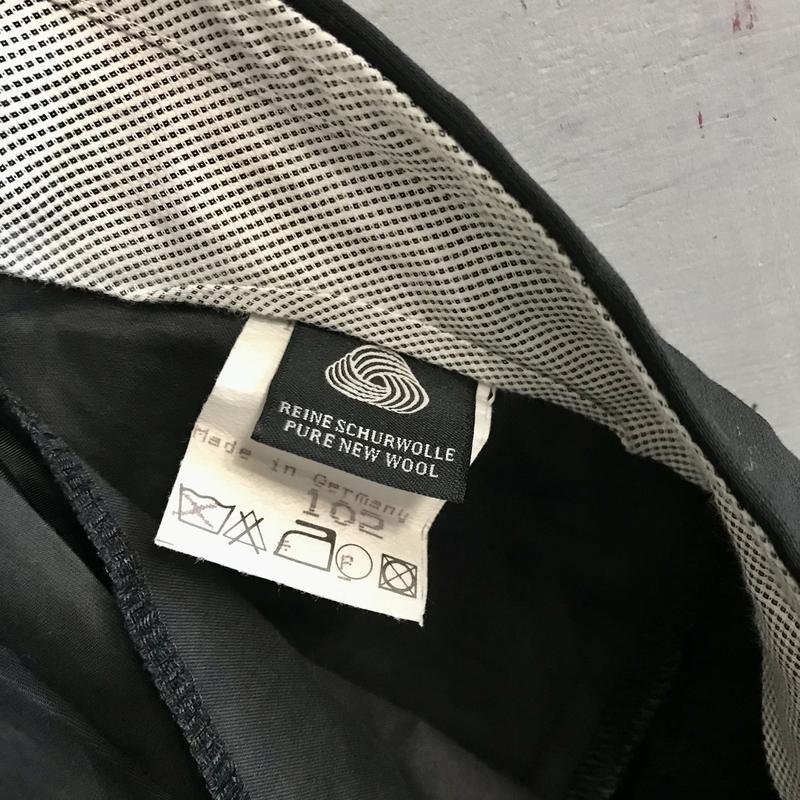 REINE SCHURWOLLE
PURE NEW WOOL
Made in Germany
102